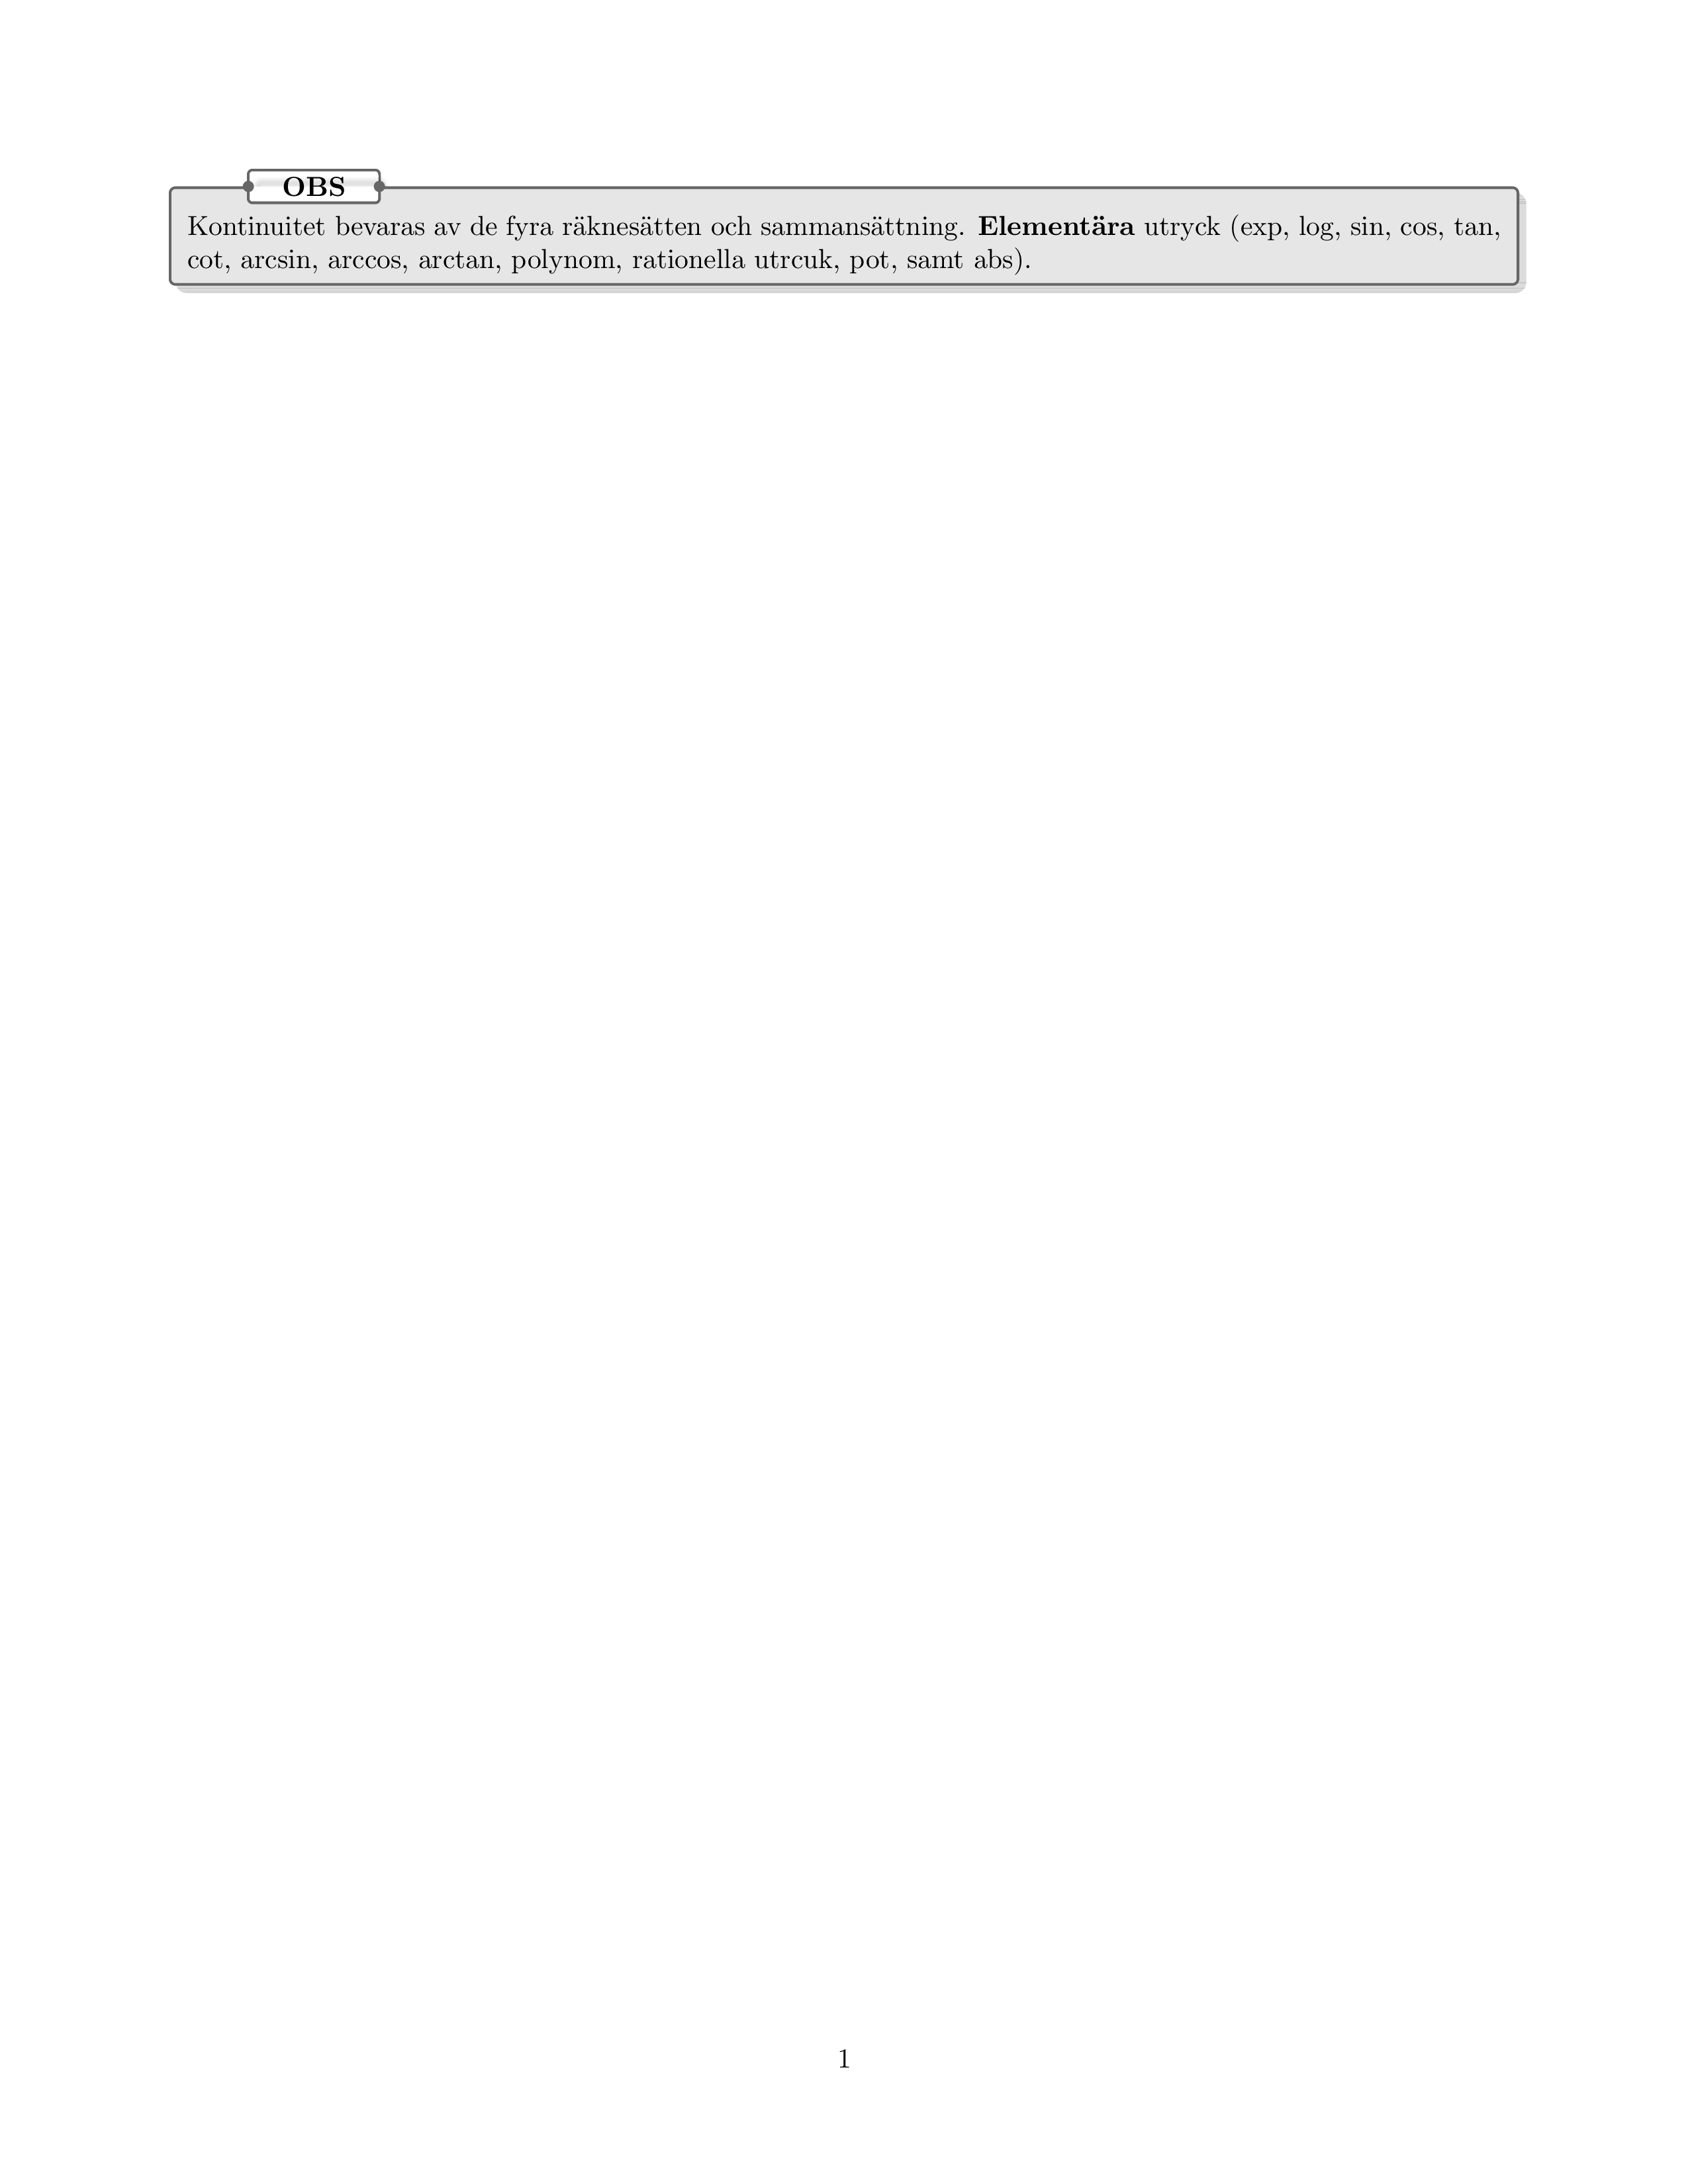 OBS
Kontinuitet bevaras av de fyra räknesätten och sammansättning. Elementära utryck (exp, log, sin, cos, tan,
cot, arcsin, arccos, arctan, polynom, rationella utrcuk, pot, samt abs).
1